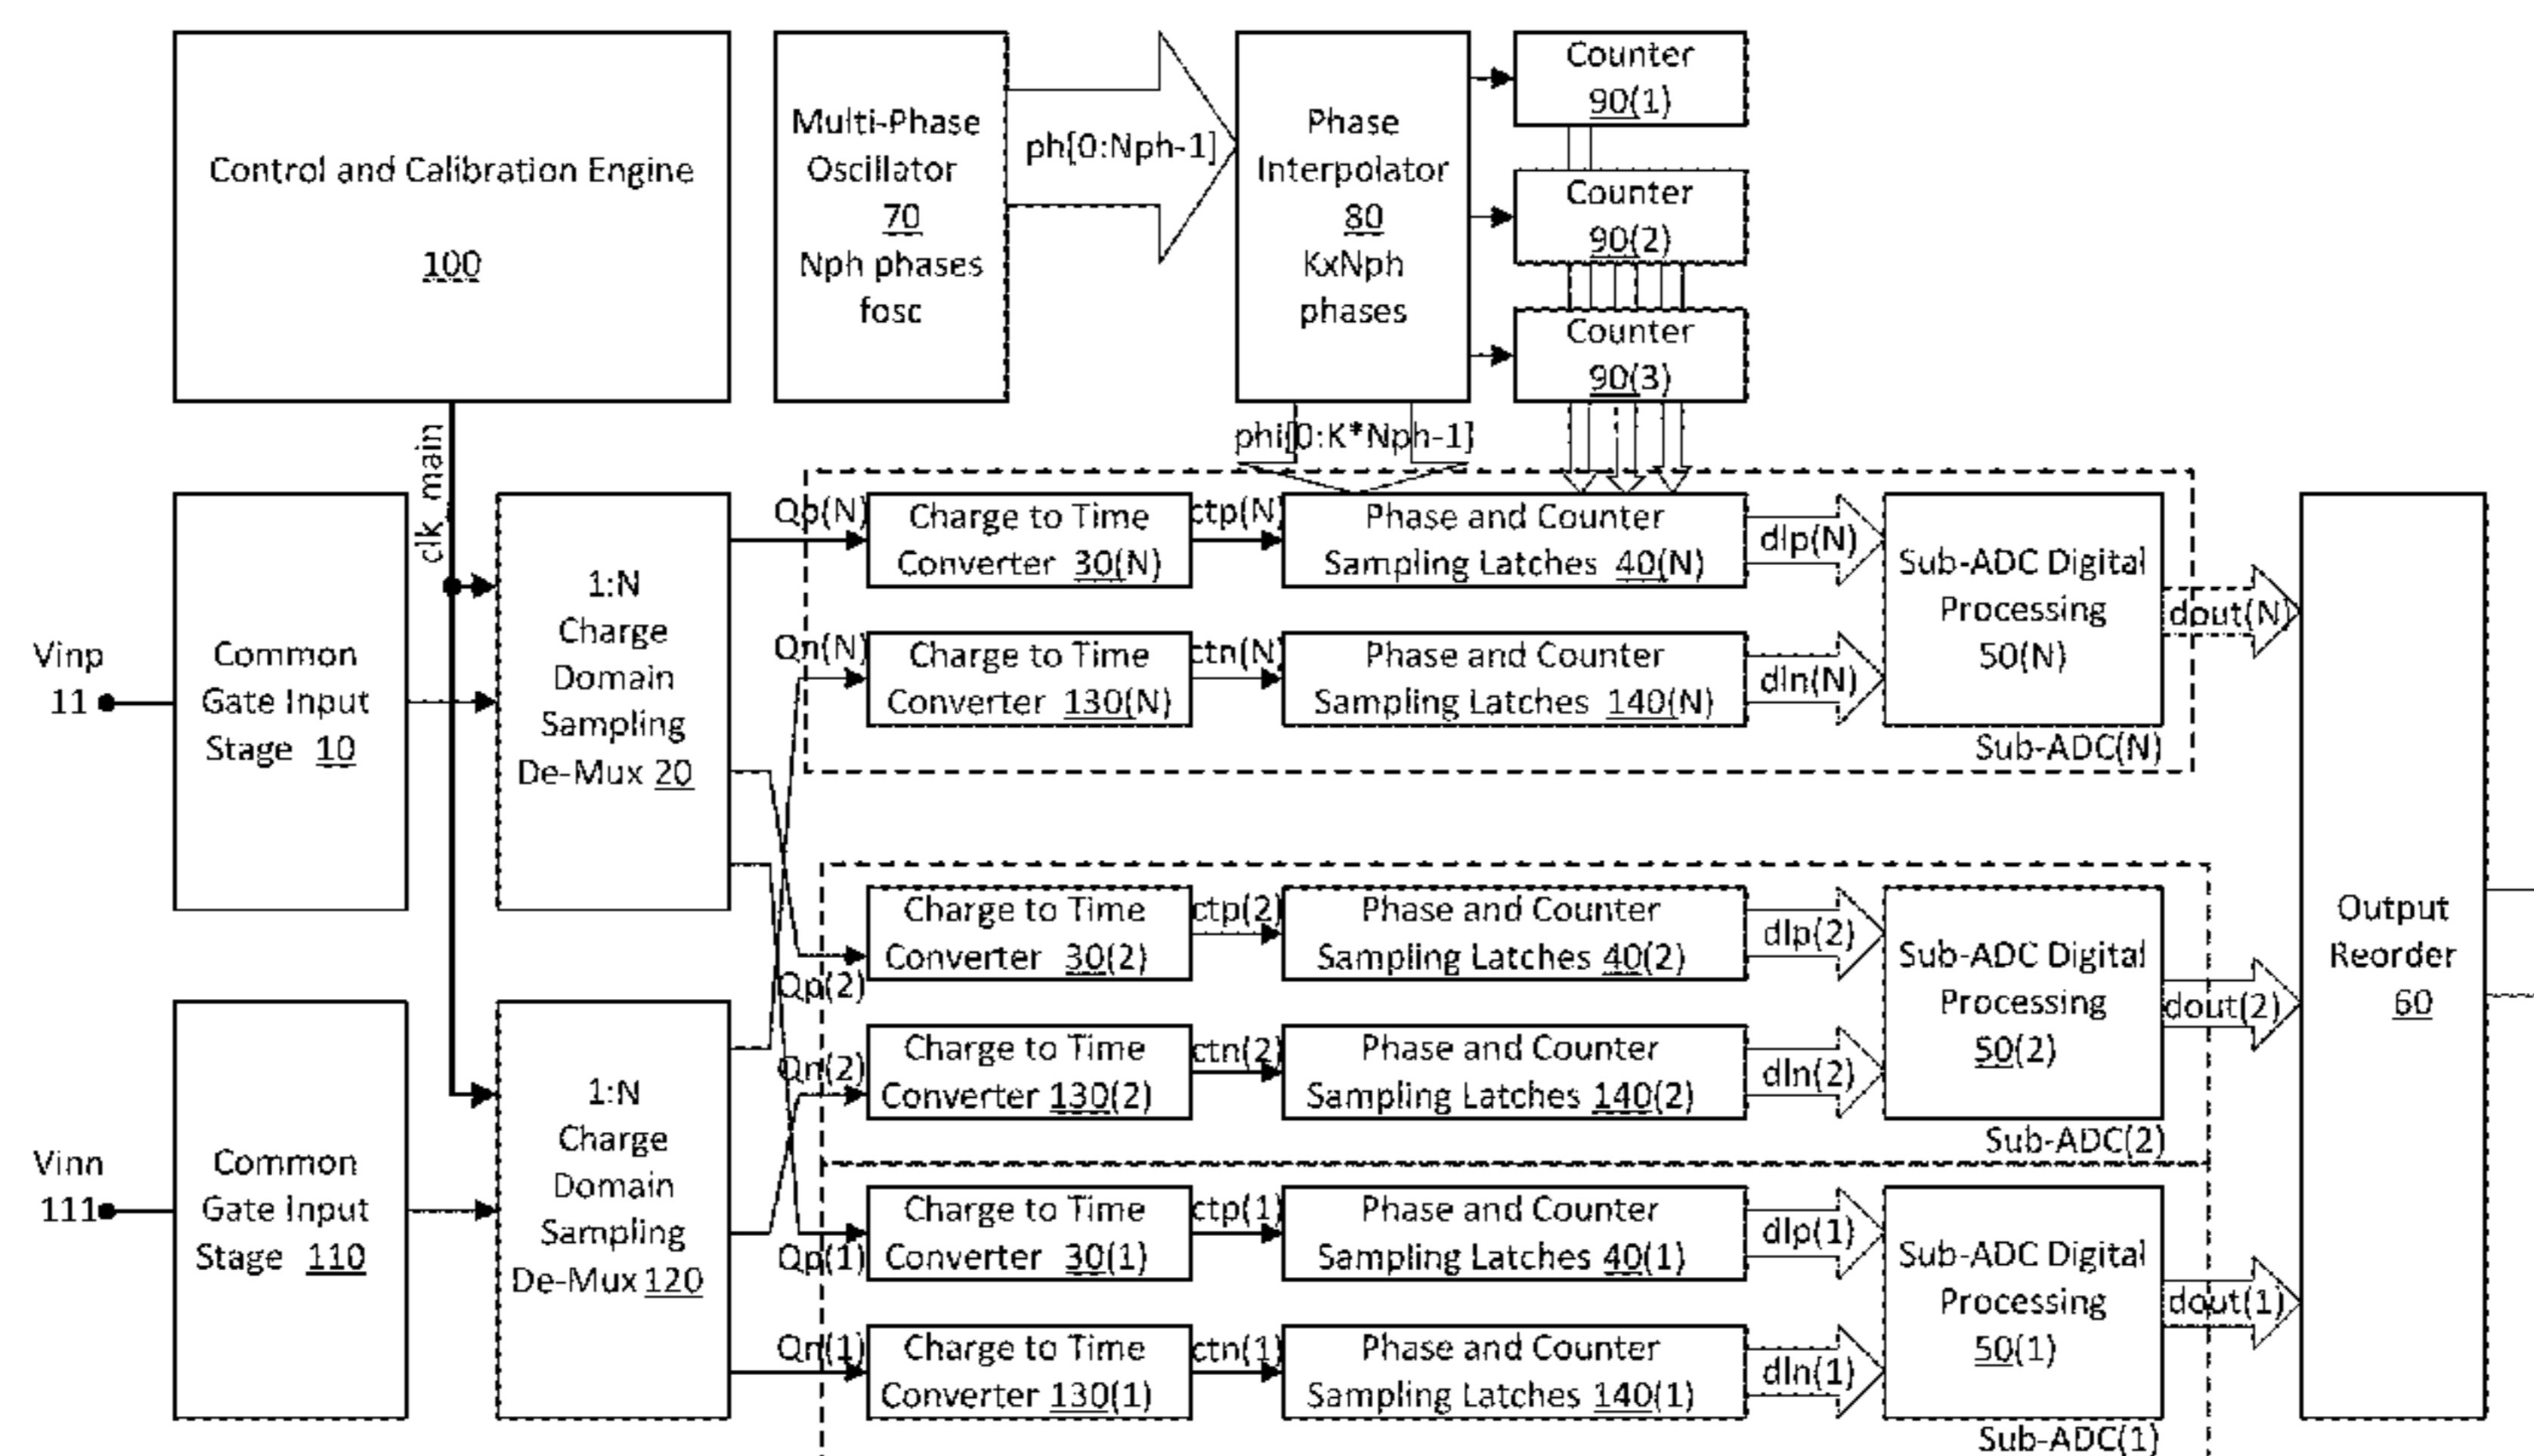 Control and Calibration Engine
100
Multi-Phase
Oscillator
70
Nph phases
fosc
ph[0:Nph-1]
Phase
Interpolator
80
KxNph
phases
Counter
90(1)
Counter
90(2)
Counter
90(3)
clk_main
phi[0:K*Nph-1]
Vinp
11
Common
Gate Input
Stage 10
1:N
Charge
Domain
Sampling
De-Mux 20
Qp(N)
Charge to Time
Converter 30(N)
ctp(N)
Phase and Counter
Sampling Latches 40(N)
dlp(N)
Qn(N)
Charge to Time
Converter 130(N)
ctn(N)
Phase and Counter
Sampling Latches 140(N)
dln(N)
Sub-ADC Digital
Processing
50(N)
dout(N)
Sub-ADC(N)
Qp(2)
Charge to Time
Converter 30(2)
ctp(2)
Phase and Counter
Sampling Latches 40(2)
dlp(2)
Qn(2)
Charge to Time
Converter 130(2)
ctn(2)
Phase and Counter
Sampling Latches 140(2)
dln(2)
Sub-ADC Digital
Processing
50(2)
dout(2)
Sub-ADC(2)
Output
Reorder
60
Vinn
111
Common
Gate Input
Stage 110
1:N
Charge
Domain
Sampling
De-Mux 120
Qp(1)
Charge to Time
Converter 30(1)
ctp(1)
Phase and Counter
Sampling Latches 40(1)
dlp(1)
Qn(1)
Charge to Time
Converter 130(1)
ctn(1)
Phase and Counter
Sampling Latches 140(1)
dln(1)
Sub-ADC Digital
Processing
50(1)
dout(1)
Sub-ADC(1)